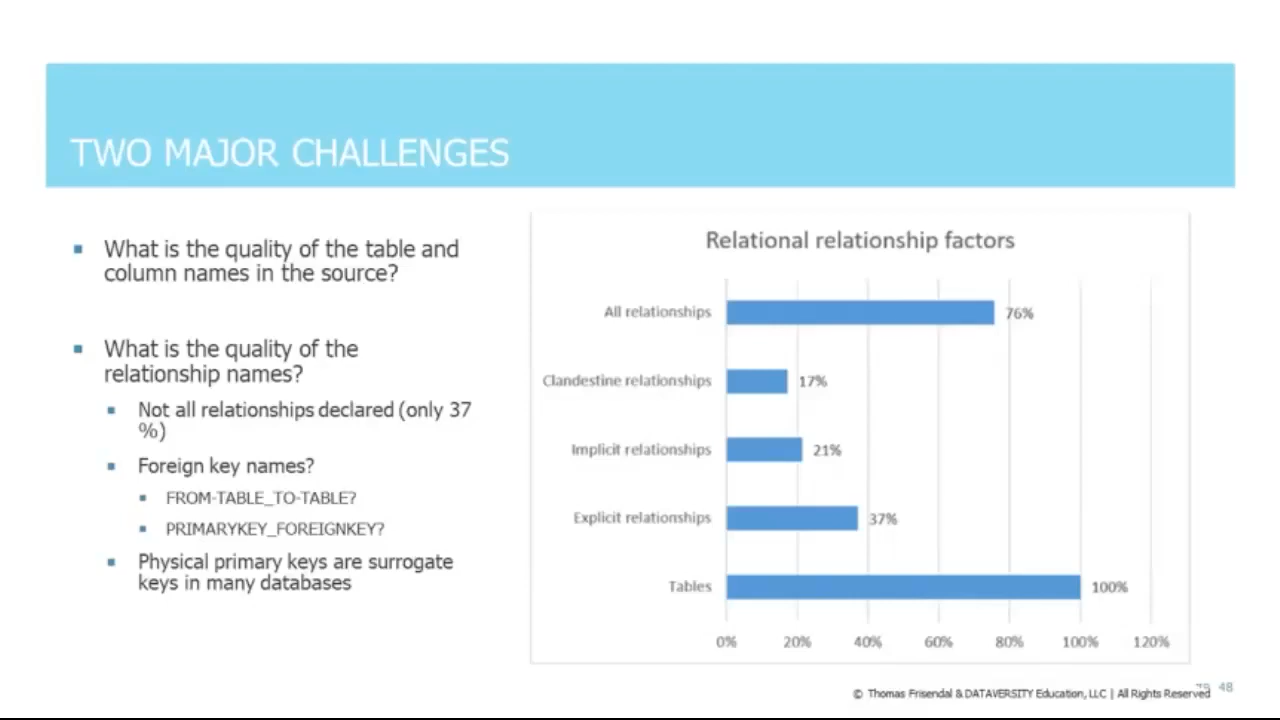 TWO MAJOR CHALLENGES
What is the quality of the table and
column names in the source?
What is the quality of the
relationship names?
Not all relationships declared (only 37
%)
Foreign key names?
FROM-TABLE_TO-TABLE?
PRIMARYKEY_FOREIGNKEY?
Physical primary keys are surrogate
keys in many databases
Relational relationship factors
All relationships 76%
Clandestine relationships 17%
Implicit relationships 21%
Explicit relationships 37%
Tables 100%
0% 20% 40% 60% 80% 100% 120%
© Thomas Frisendal & DATAVERSITY Education, LLC | All Rights Reserved
48